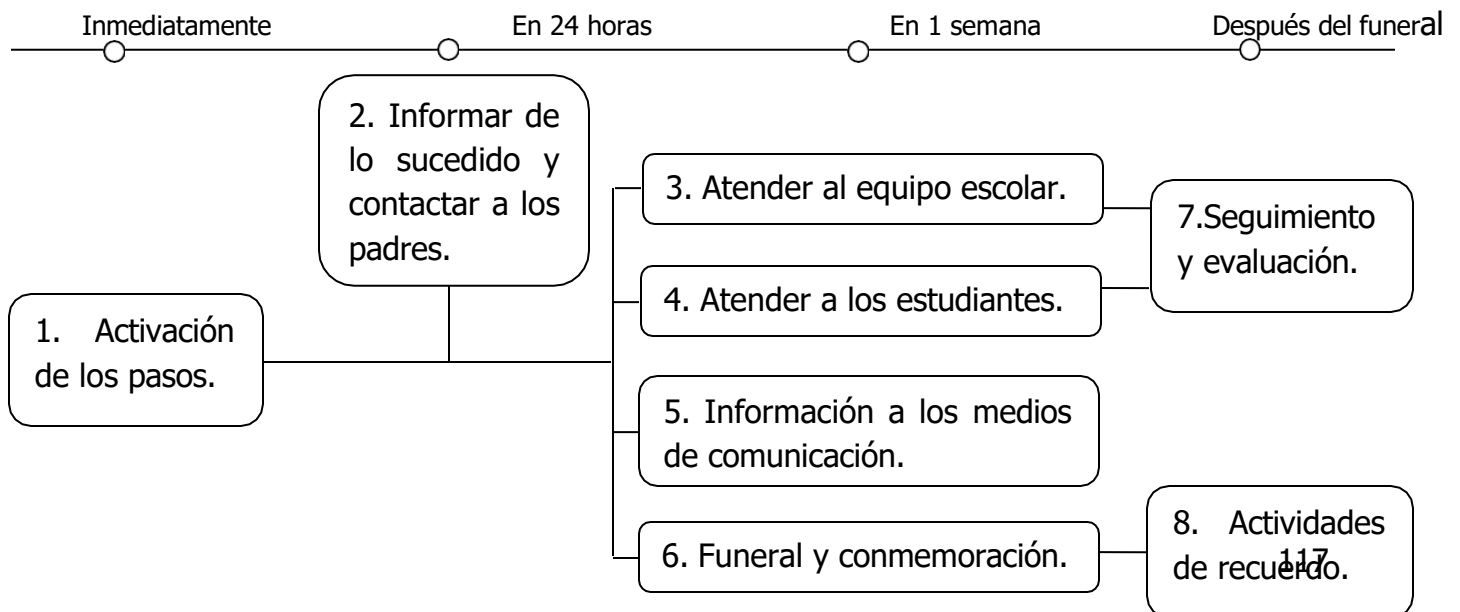 Inmediatamente
En 24 horas
En 1 semana
Después del funeral
2. Informar de
lo sucedido y
contactar a los
padres.
3. Atender al equipo escolar.
7.Seguimiento
y evaluación.
4. Atender a los estudiantes.
1. Activación
de los pasos.
5. Información a los medios
de comunicación.
6. Funeral y conmemoración.
8. Actividades
de recuerdo.
117